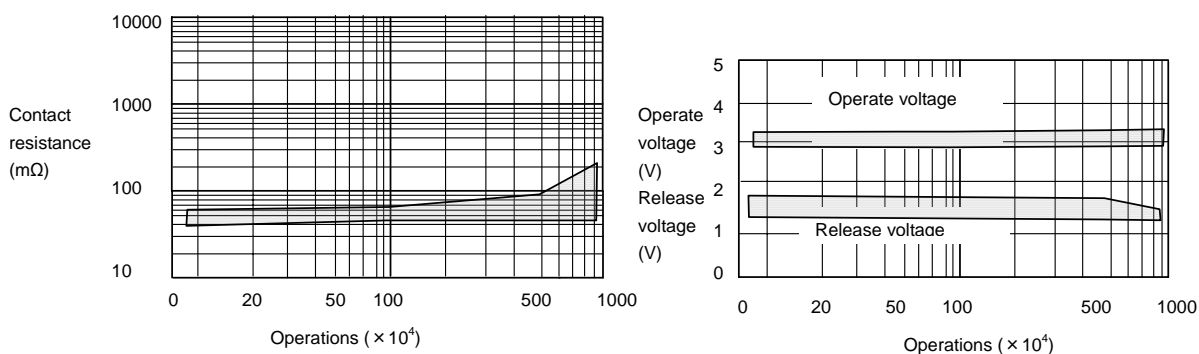 10000
1000
100
10
Contact
resistance
(mΩ)
0 20 50 100 500 1000
Operations (×10⁴)
5
4
3
2
1
0
Operate
voltage
(V)
Release
voltage
(V)
Operate voltage
Release voltage
0 20 50 100 500 1000
Operations (×10⁴)